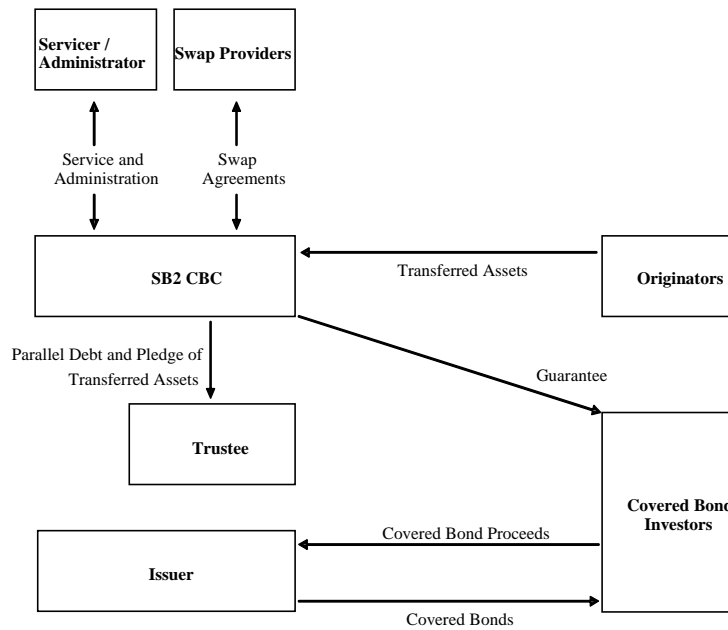 Servicer /
Administrator
Swap Providers
Service and
Administration
Swap
Agreements
SB2 CBC
Transferred Assets
Originators
Parallel Debt and Pledge of
Transferred Assets
Guarantee
Trustee
Covered Bond
Investors
Covered Bond Proceeds
Issuer
Covered Bonds